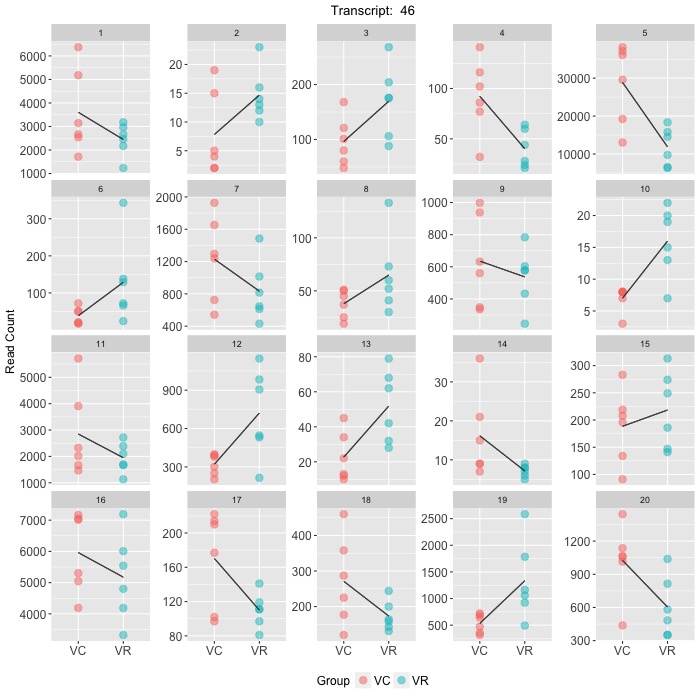 Transcript: 46
1 2 3 4 5
6000 5000 4000 3000 2000 1000
20 15 10 5
200 100
100 50
30000 20000 10000
6 7 8 9 10
300 200 100
2000 1600 1200 800 400
100 50
1000 800 600 400
20 15 10 5
Read Count
11 12 13 14 15
5000 4000 3000 2000 1000
900 600 300
80 60 40 20
30 20 10
300 250 200 150 100
16 17 18 19 20
7000 6000 5000 4000
200 160 120 80
400 300 200
2500 2000 1500 1000 500
1200 900 600 300
VC VR VC VR VC VR VC VR VC VR
Group VC VR